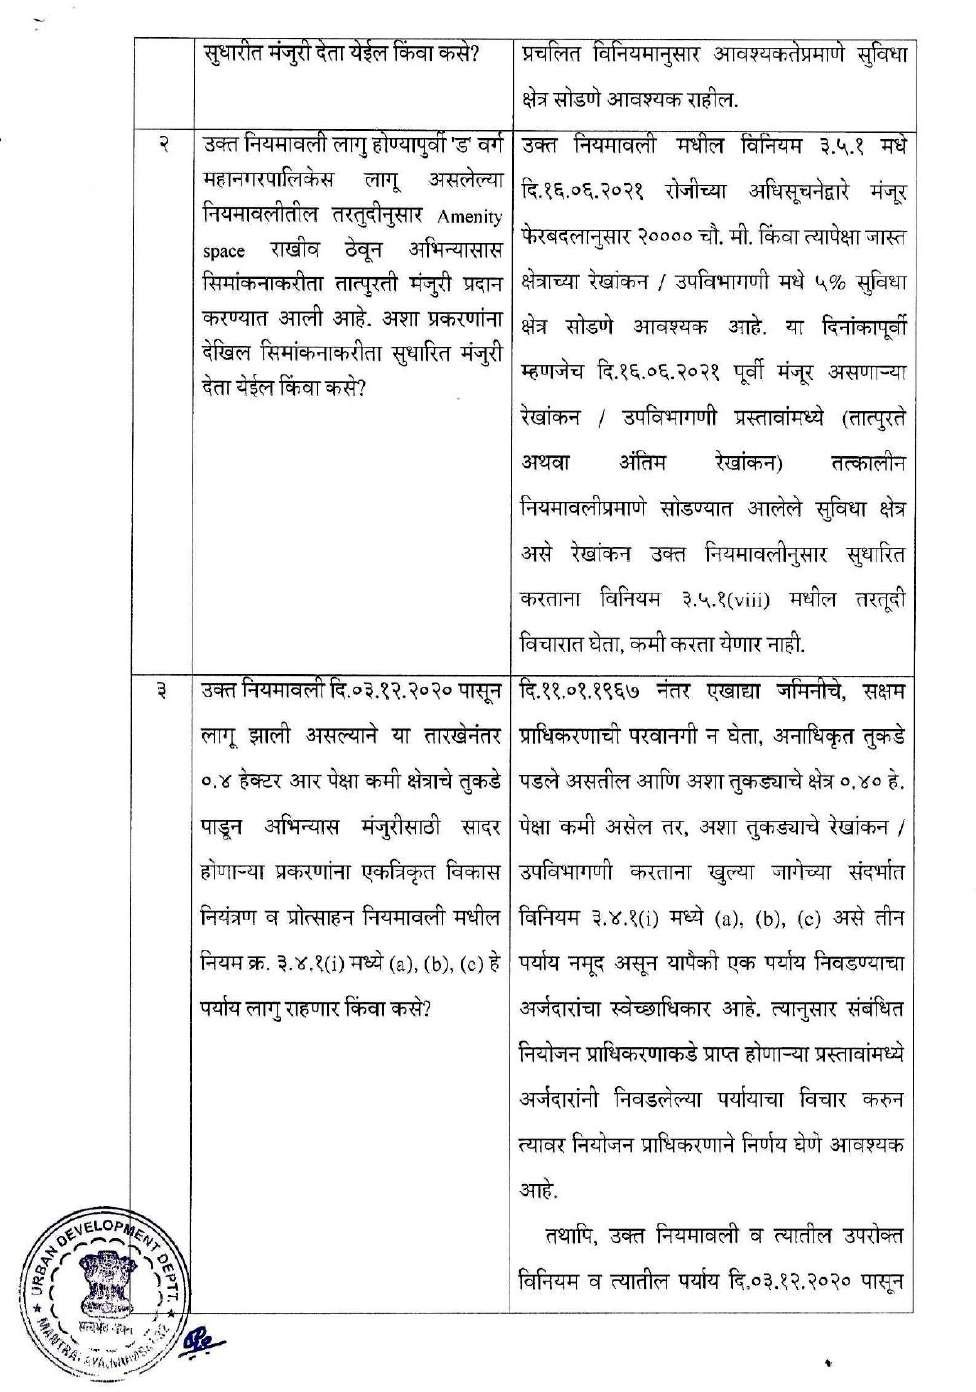 सुधारीत मंजुरी देता येईल किंवा कसे?
प्रचलित विनियमानुसार आवश्यकतेप्रमाणे सुविधा
क्षेत्र सोडणे आवश्यक राहील.
२
उक्त नियमावली लागु होण्यापुर्वी 'ड' वर्ग
महानगरपालिकेस लागू असलेल्या
नियमावलीतील तरतुदीनुसार Amenity
space राखीव ठेवून अभिन्यासास
सिमांकनाकरीता तात्पुरती मंजुरी प्रदान
करण्यात आली आहे. अशा प्रकरणांना
देखिल सिमांकनाकरीता सुधारित मंजुरी
देता येईल किंवा कसे?
उक्त नियमावली मधील विनियम ३.५.१ मधे
दि.१६.०६.२०२१ रोजीच्या अधिसूचनेद्वारे मंजूर
फेरबदलानुसार २०००० चौ. मी. किंवा त्यापेक्षा जास्त
क्षेत्राच्या रेखांकन / उपविभागणी मधे ५% सुविधा
क्षेत्र सोडणे आवश्यक आहे. या दिनांकापूर्वी
म्हणजेच दि.१६.०६.२०२१ पूर्वी मंजूर असणाऱ्या
रेखांकन / उपविभागणी प्रस्तावांमध्ये (तात्पुरते
अथवा अंतिम रेखांकन) तत्कालीन
नियमावलीप्रमाणे सोडण्यात आलेले सुविधा क्षेत्र
असे रेखांकन उक्त नियमावलीनुसार सुधारित
करताना विनियम ३.५.१(viii) मधील तरतूदी
विचारात घेता, कमी करता येणार नाही.
३
उक्त नियमावली दि.०३.१२.२०२० पासून
लागू झाली असल्याने या तारखेनंतर
०.४ हेक्टर आर पेक्षा कमी क्षेत्राचे तुकडे
पाडून अभिन्यास मंजुरीसाठी सादर
होणाऱ्या प्रकरणांना एकत्रिकृत विकास
नियंत्रण व प्रोत्साहन नियमावली मधील
नियम क्र. ३.४.१(i) मध्ये (a), (b), (c) हे
पर्याय लागु राहणार किंवा कसे?
दि.११.०१.१९६७ नंतर एखाद्या जमिनीचे, सक्षम
प्राधिकरणाची परवानगी न घेता, अनाधिकृत तुकडे
पडले असतील आणि अशा तुकड्याचे क्षेत्र ०.४० हे.
पेक्षा कमी असेल तर, अशा तुकड्याचे रेखांकन /
उपविभागणी करताना खुल्या जागेच्या संदर्भात
विनियम ३.४.१(i) मध्ये (a), (b), (c) असे तीन
पर्याय नमूद असून यापैकी एक पर्याय निवडण्याचा
अर्जदारांचा स्वेच्छाधिकार आहे. त्यानुसार संबंधित
नियोजन प्राधिकरणाकडे प्राप्त होणाऱ्या प्रस्तावांमध्ये
अर्जदारांनी निवडलेल्या पर्यायाचा विचार करुन
त्यावर नियोजन प्राधिकरणाने निर्णय घेणे आवश्यक
आहे.
तथापि, उक्त नियमावली व त्यातील उपरोक्त
विनियम व त्यातील पर्याय दि.०३.१२.२०२० पासून
URBAN DEVELOPMENT DEPTT.